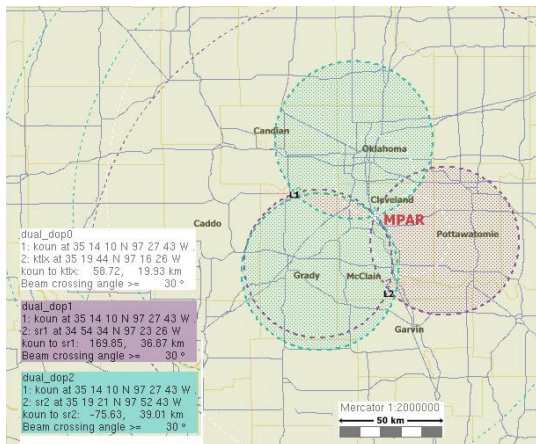 Candian
Oklahoma
L1
Cleveland
MPAR
Caddo
Pottawatomie
Grady
McClain
L2
Garvin
dual_dop0
1: koun at 35 14 10 N 97 27 43 W
2: ktlx at 35 19 44 N 97 16 26 W
koun to ktlx: 58.72, 19.93 km
Beam crossing angle >= 30 °
dual_dop1
1: koun at 35 14 10 N 97 27 43 W
2: sr1 at 34 54 34 N 97 23 26 W
koun to sr1: 169.85, 36.87 km
Beam crossing angle >= 30 °
dual_dop2
1: koun at 35 14 10 N 97 27 43 W
2: sr2 at 35 19 21 N 97 52 43 W
koun to sr2: -75.63, 39.01 km
Beam crossing angle >= 30 °
Mercator 1:2000000
50 km